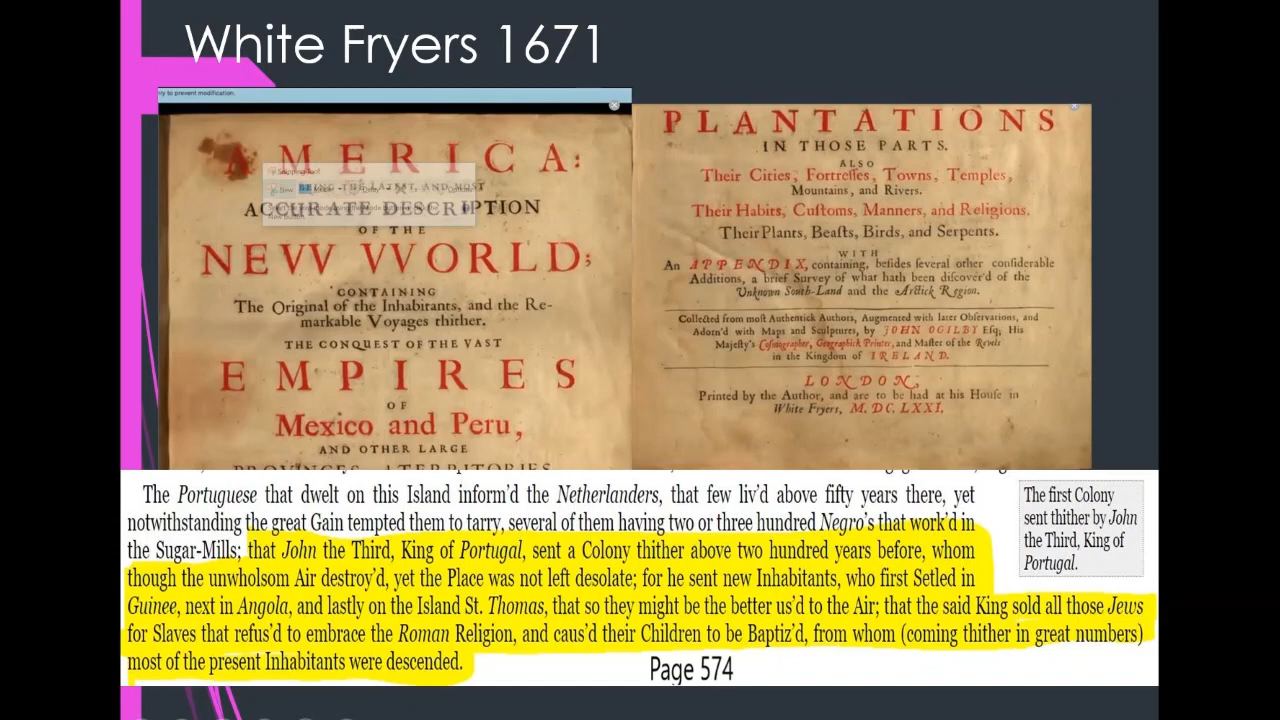 White Fryers 1671
ry to prevent modification.
AMERICA:
BEING THE LATEST, AND MOST
ACCURATE DESCRIPTION
OF THE
NEVV VVORLD;
CONTAINING
The Original of the Inhabitants, and the Re-
markable Voyages thither.
THE CONQUEST OF THE VAST
EMPIRES
OF
Mexico and Peru,
AND OTHER LARGE
PROVINCES TERRITORIES
PLANTATIONS
IN THOSE PARTS.
ALSO
Their Cities, Fortreſſes, Towns, Temples,
Mountains, and Rivers.
Their Habits, Cuſtoms, Manners, and Religions.
Their Plants, Beaſts, Birds, and Serpents.
WITH
An APPENDIX, containing, beſides ſeveral other conſiderable
Additions, a brief Survey of what hath been diſcover'd of the
Unknown South-Land and the Arctick Region.
Collected from moſt Authentick Authors, Augmented with later Obſervations, and
Adorn'd with Maps and Sculptures, by JOHN OGILBY Eſq; His
Majeſty's Coſmographer, Geographick Printer, and Maſter of the Revels
in the Kingdom of IRELAND.
LONDON,
Printed by the Author, and are to be had at his Houſe in
White Fryers, M. DC. LXXI.
The Portuguese that dwelt on this Island inform'd the Netherlanders, that few liv'd above fifty years there, yet
notwithstanding the great Gain tempted them to tarry, several of them having two or three hundred Negro's that work'd in
the Sugar-Mills; that John the Third, King of Portugal, sent a Colony thither above two hundred years before, whom
though the unwholsom Air destroy'd, yet the Place was not left desolate; for he sent new Inhabitants, who first Setled in
Guinee, next in Angola, and lastly on the Island St. Thomas, that so they might be the better us'd to the Air; that the said King sold all those Jews
for Slaves that refus'd to embrace the Roman Religion, and caus'd their Children to be Baptiz'd, from whom (coming thither in great numbers)
most of the present Inhabitants were descended.
The first Colony
sent thither by John
the Third, King of
Portugal.
Page 574